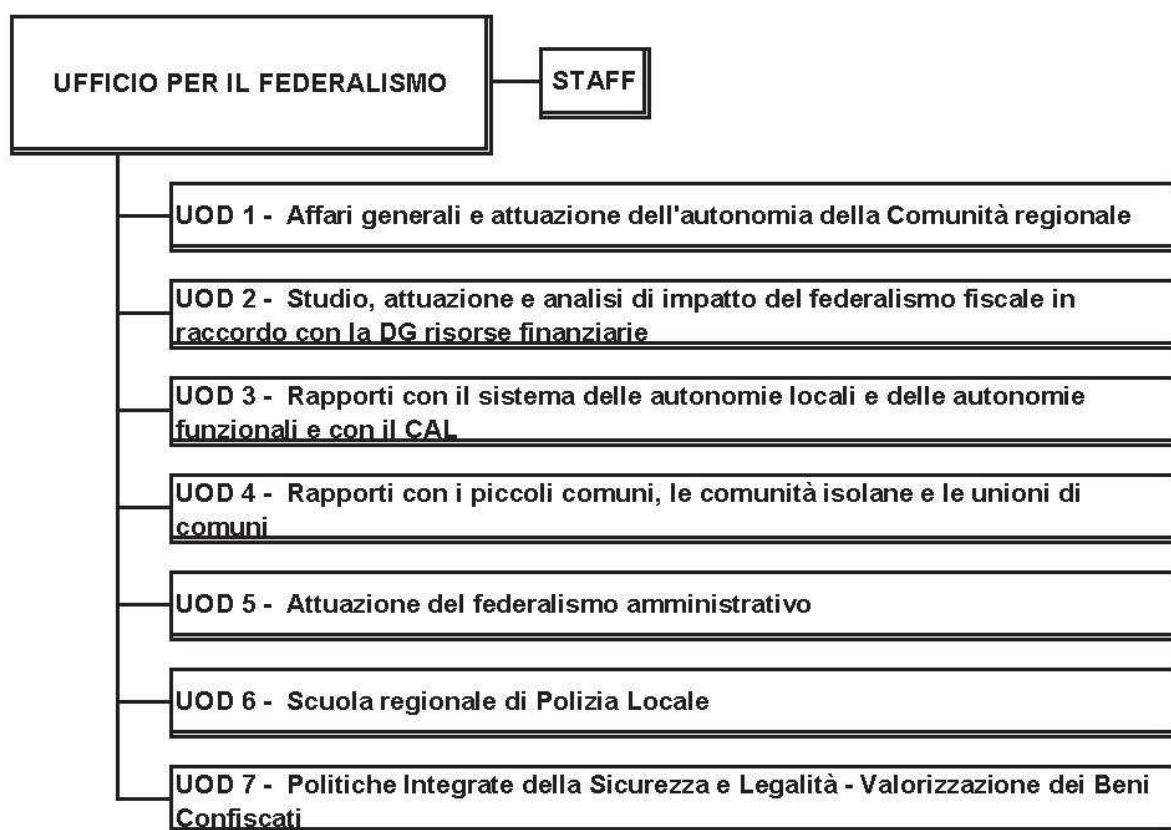 UFFICIO PER IL FEDERALISMO
STAFF
UOD 1 - Affari generali e attuazione dell'autonomia della Comunità regionale
UOD 2 - Studio, attuazione e analisi di impatto del federalismo fiscale in
raccordo con la DG risorse finanziarie
UOD 3 - Rapporti con il sistema delle autonomie locali e delle autonomie
funzionali e con il CAL
UOD 4 - Rapporti con i piccoli comuni, le comunità isolane e le unioni di
comuni
UOD 5 - Attuazione del federalismo amministrativo
UOD 6 - Scuola regionale di Polizia Locale
UOD 7 - Politiche Integrate della Sicurezza e Legalità - Valorizzazione dei Beni
Confiscati